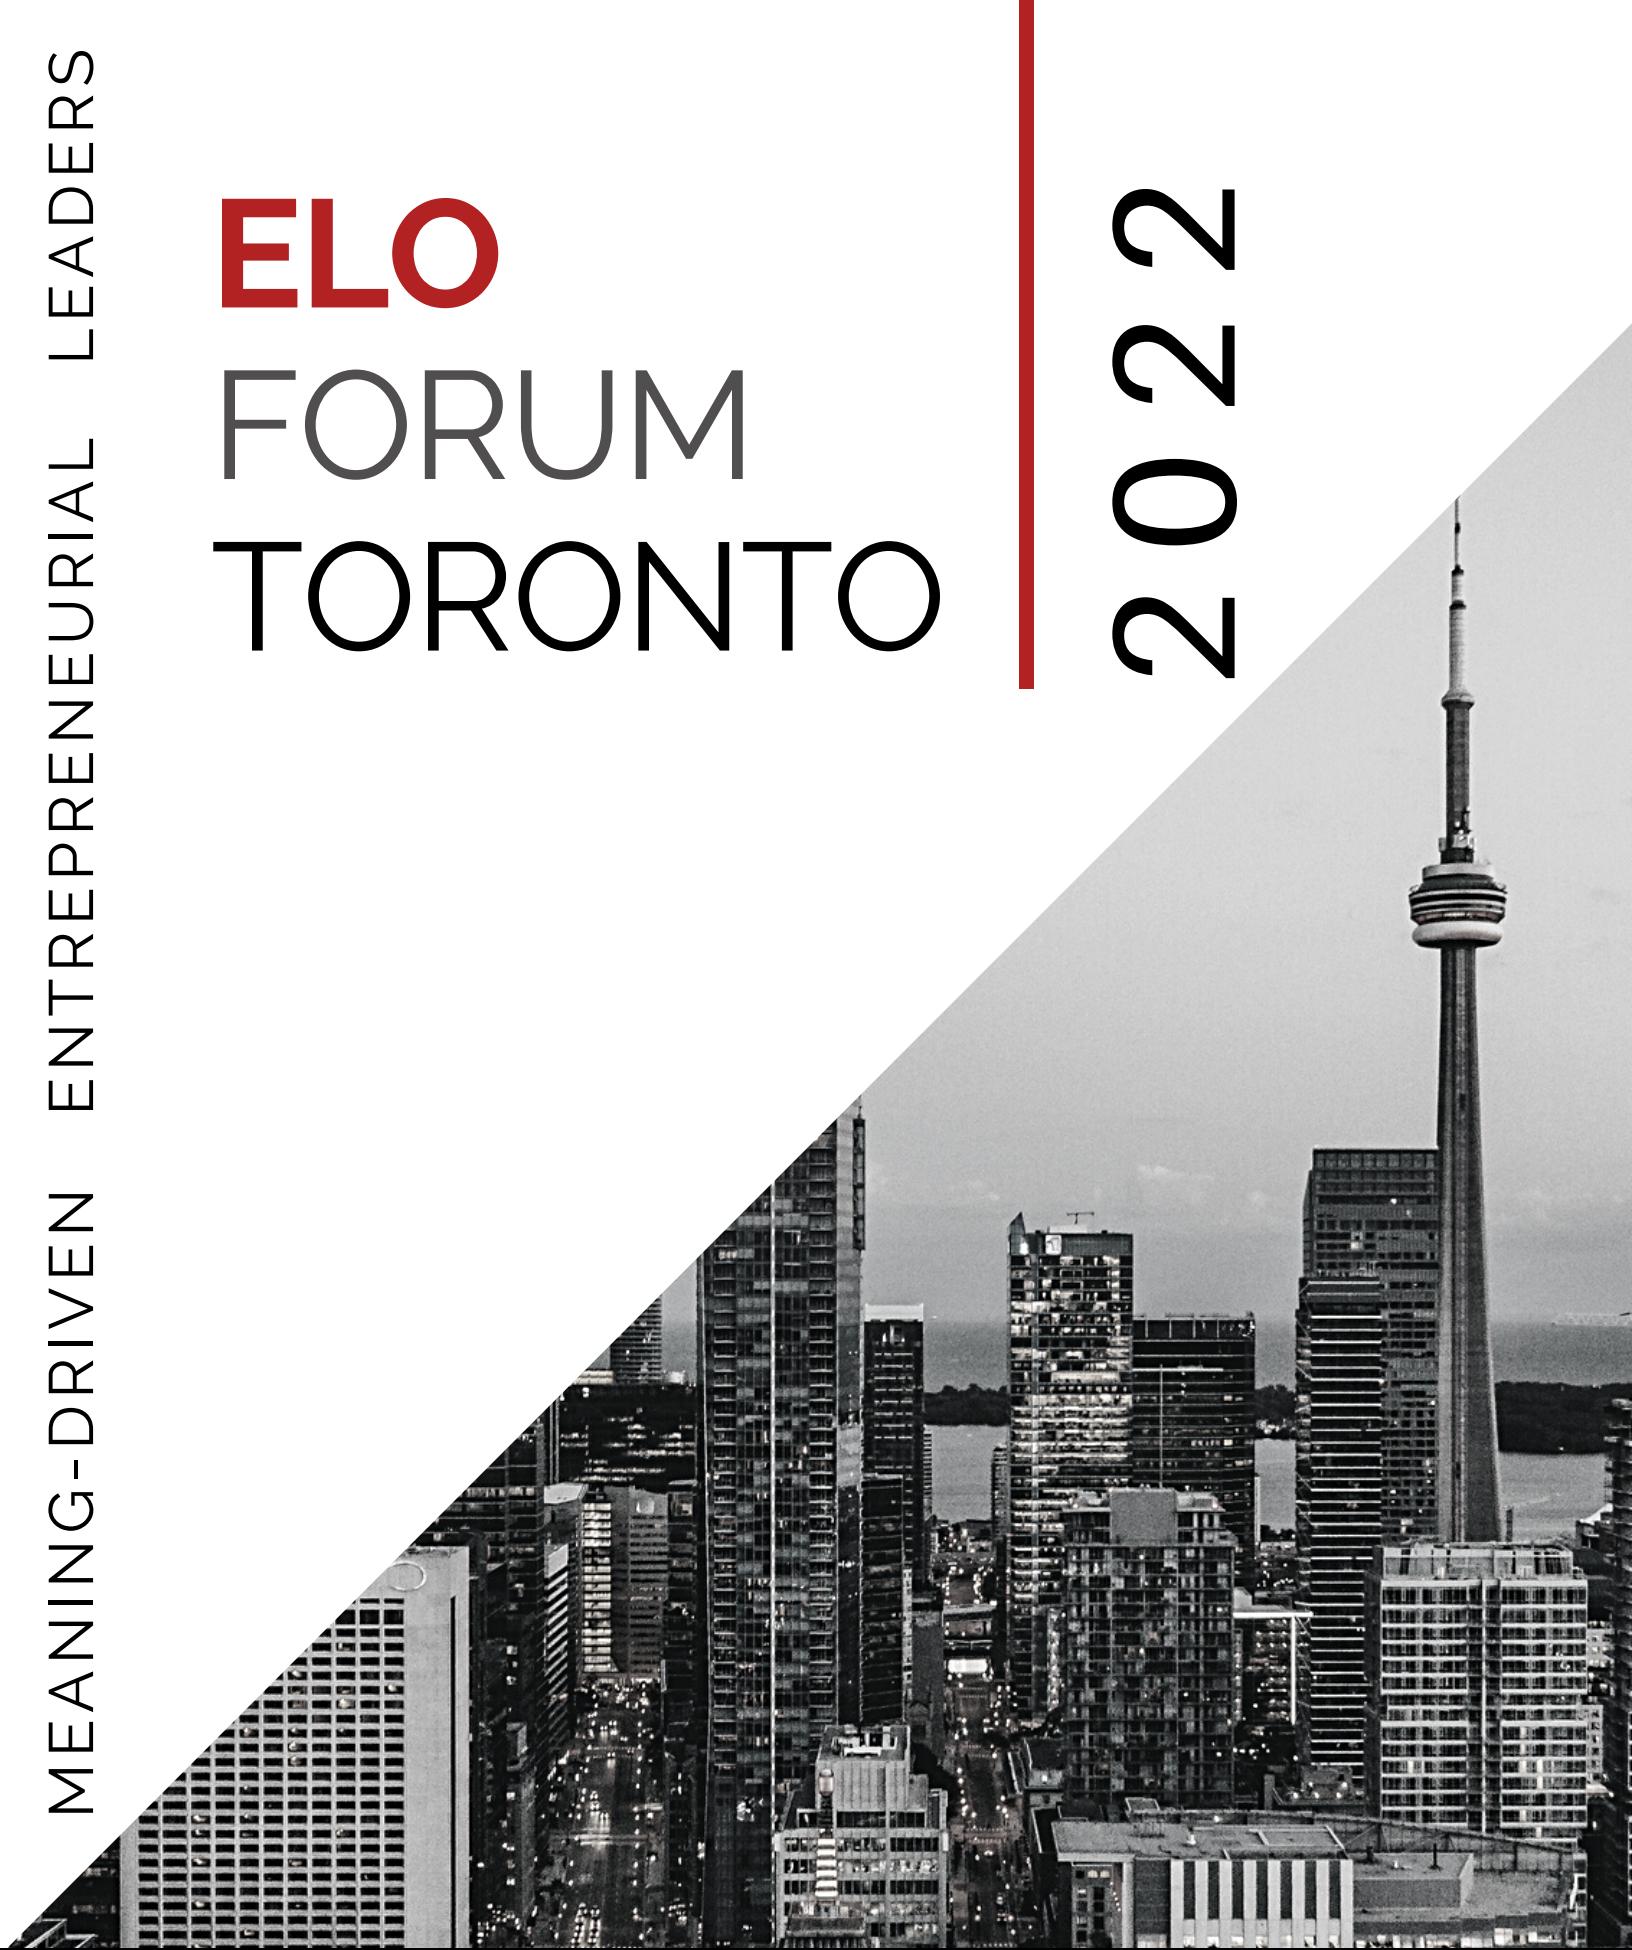 ELO
FORUM
TORONTO
2022
MEANING-DRIVEN ENTREPRENEURIAL LEADERS